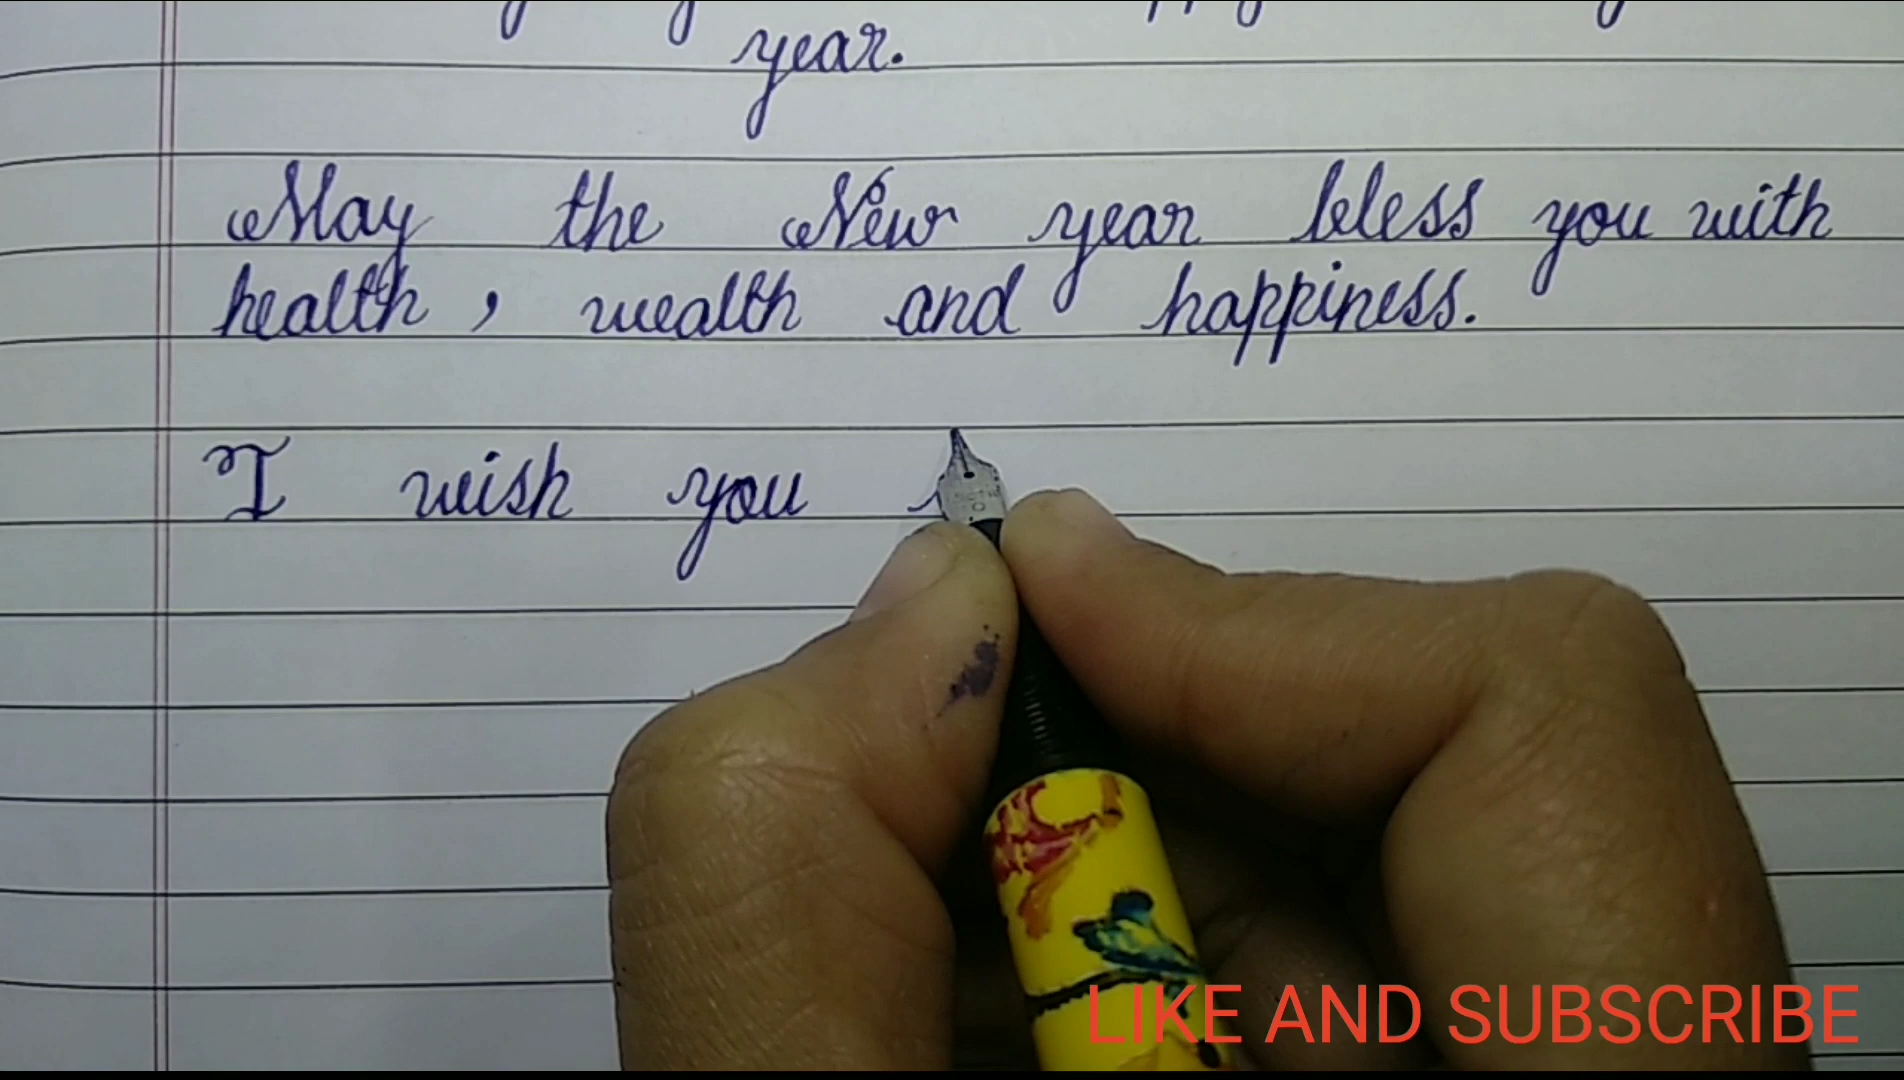 year.
May the New year bless you with
health, wealth and happiness.
I wish you
LIKE AND SUBSCRIBE